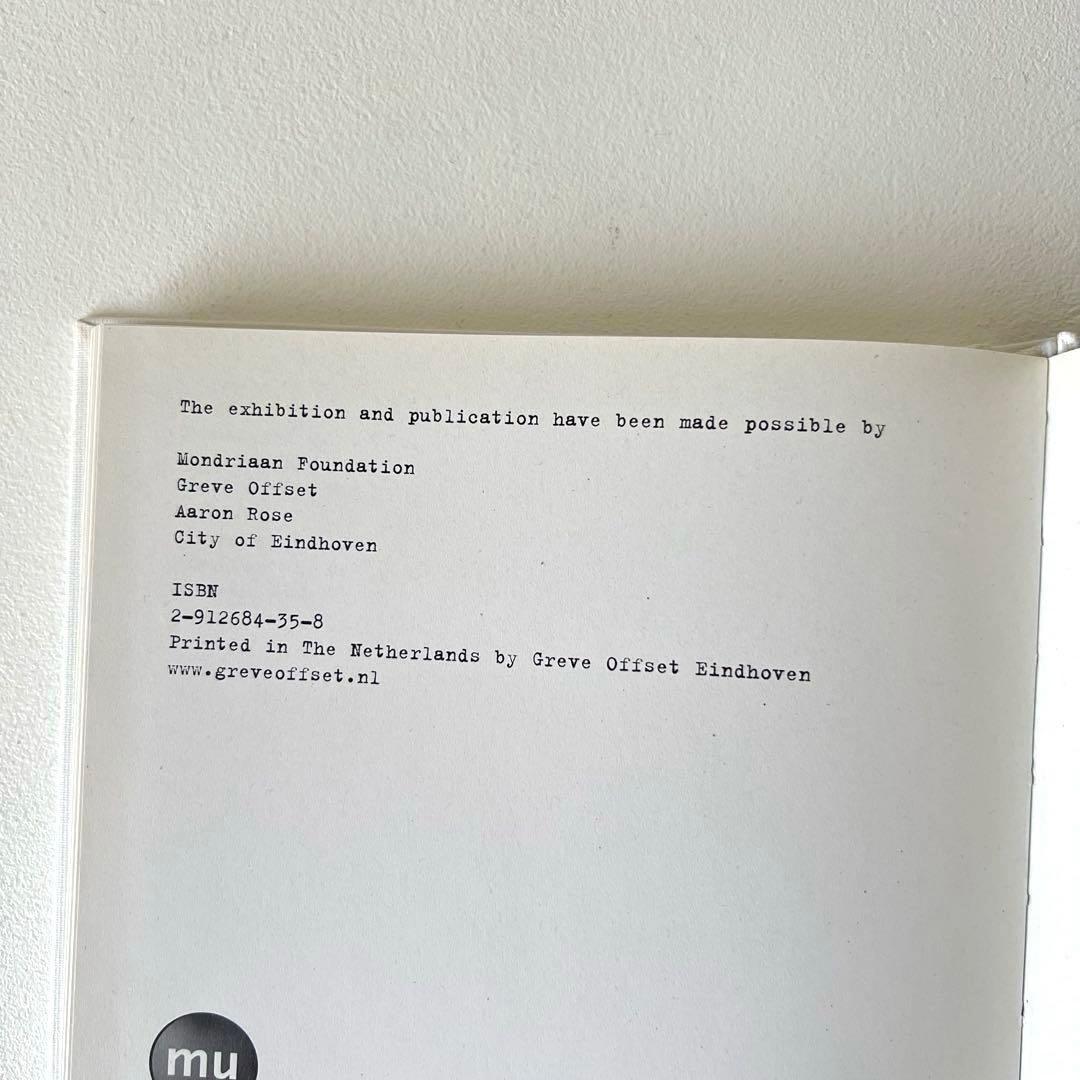 The exhibition and publication have been made possible by
Mondriaan Foundation
Greve Offset
Aaron Rose
City of Eindhoven
ISBN
2-912684-35-8
Printed in The Netherlands by Greve Offset Eindhoven
www.greveoffset.nl
mu